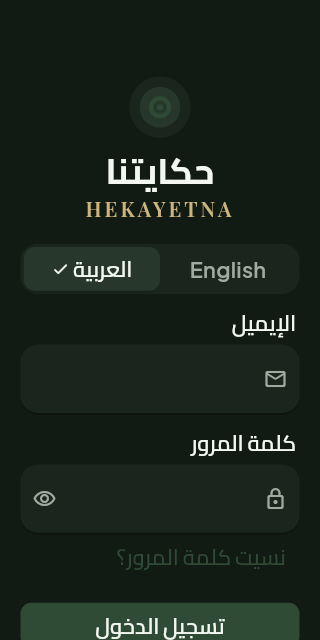 حكايتنا
HEKAYETNA
العربية English
الإيميل
كلمة المرور
نسيت كلمة المرور؟
تسجيل الدخول